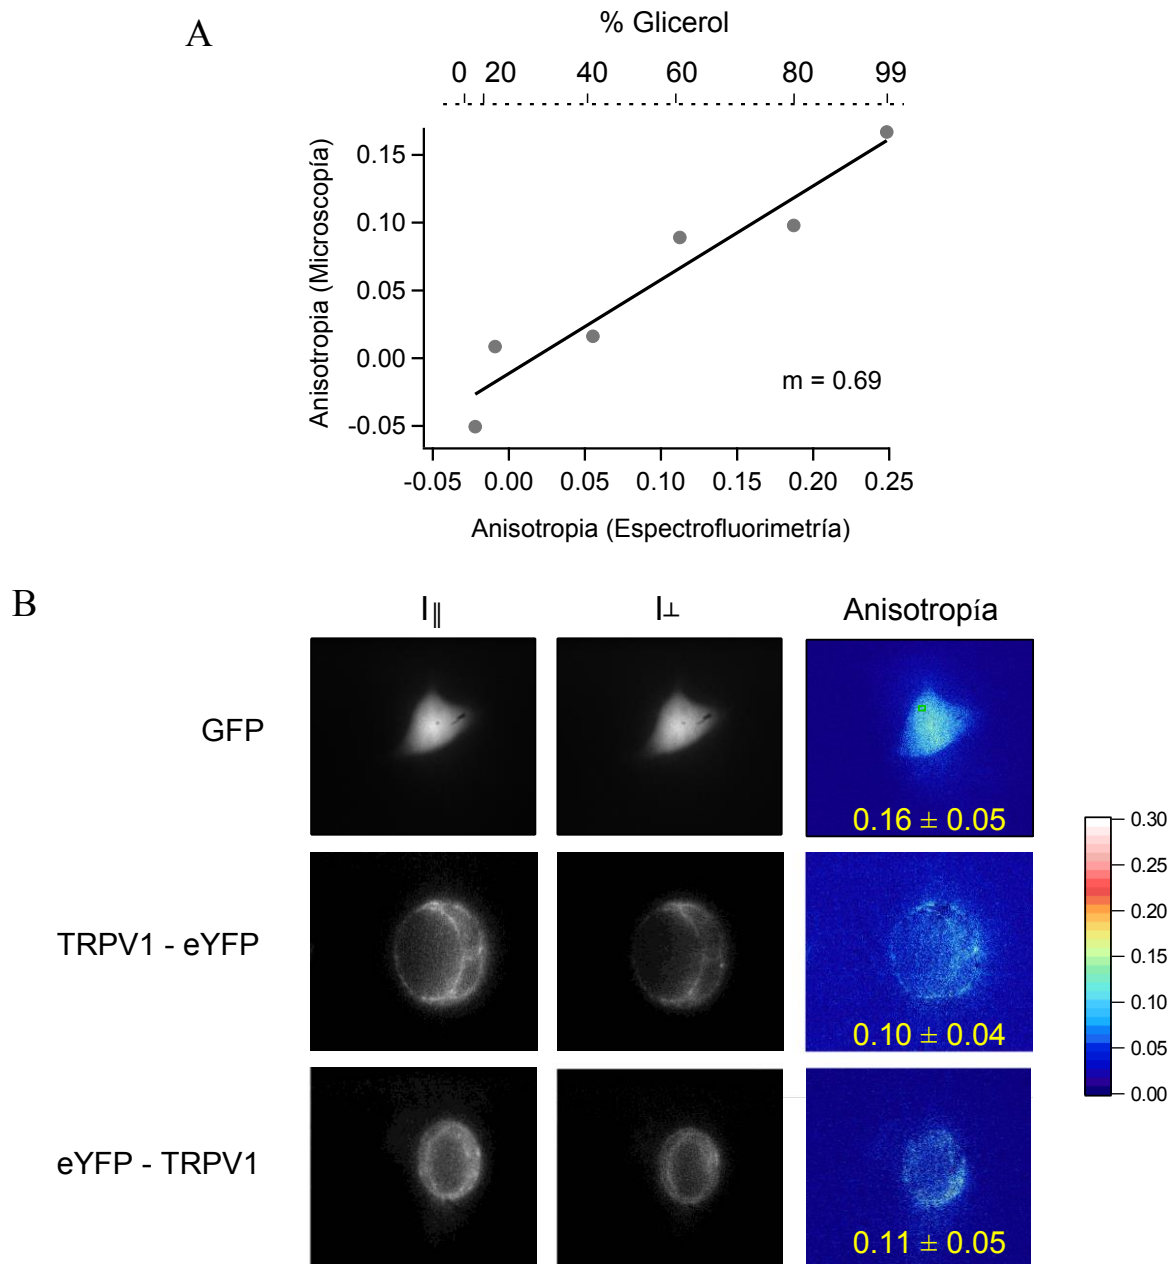 A
% Glicerol
0 20 40 60 80 99
Anisotropia (Microscopía)
0.15
0.10
0.05
0.00
-0.05
m = 0.69
-0.05 0.00 0.05 0.10 0.15 0.20 0.25
Anisotropia (Espectrofluorimetría)
B
I∥ I⊥ Anisotropía
GFP
0.16 ± 0.05
TRPV1 - eYFP
0.10 ± 0.04
eYFP - TRPV1
0.11 ± 0.05
0.30
0.25
0.20
0.15
0.10
0.05
0.00